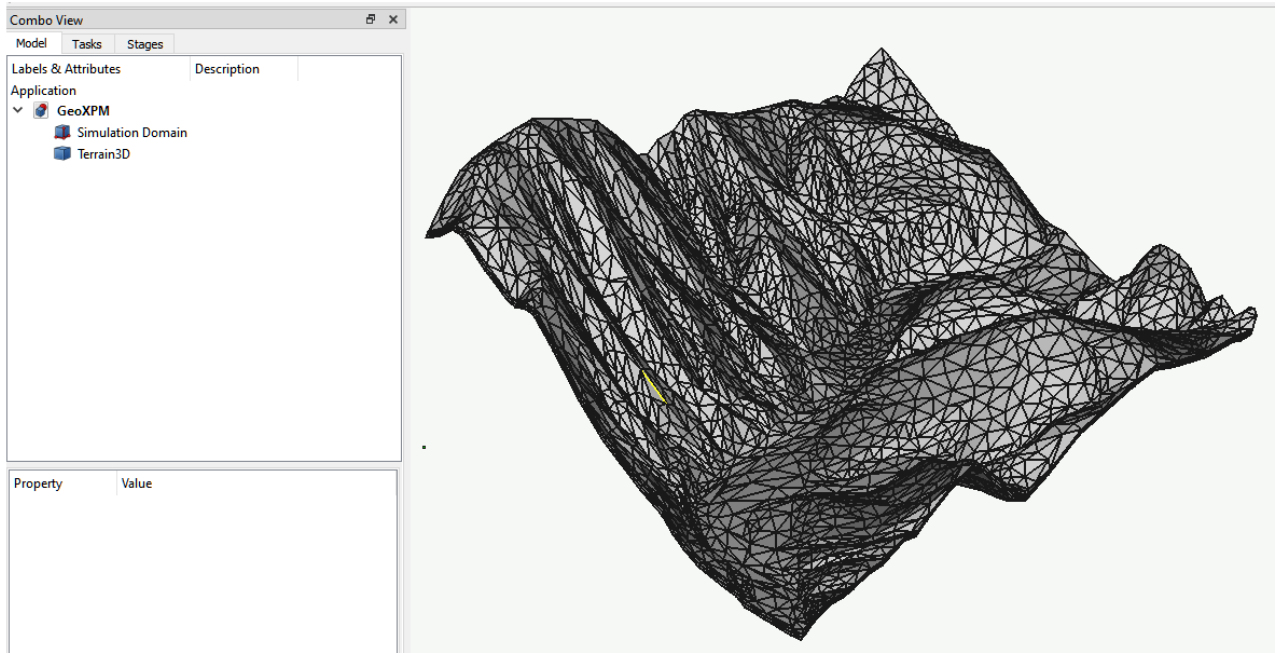 Combo View
Model Tasks Stages
Labels & Attributes Description
Application
GeoXPM
Simulation Domain
Terrain3D
Property Value